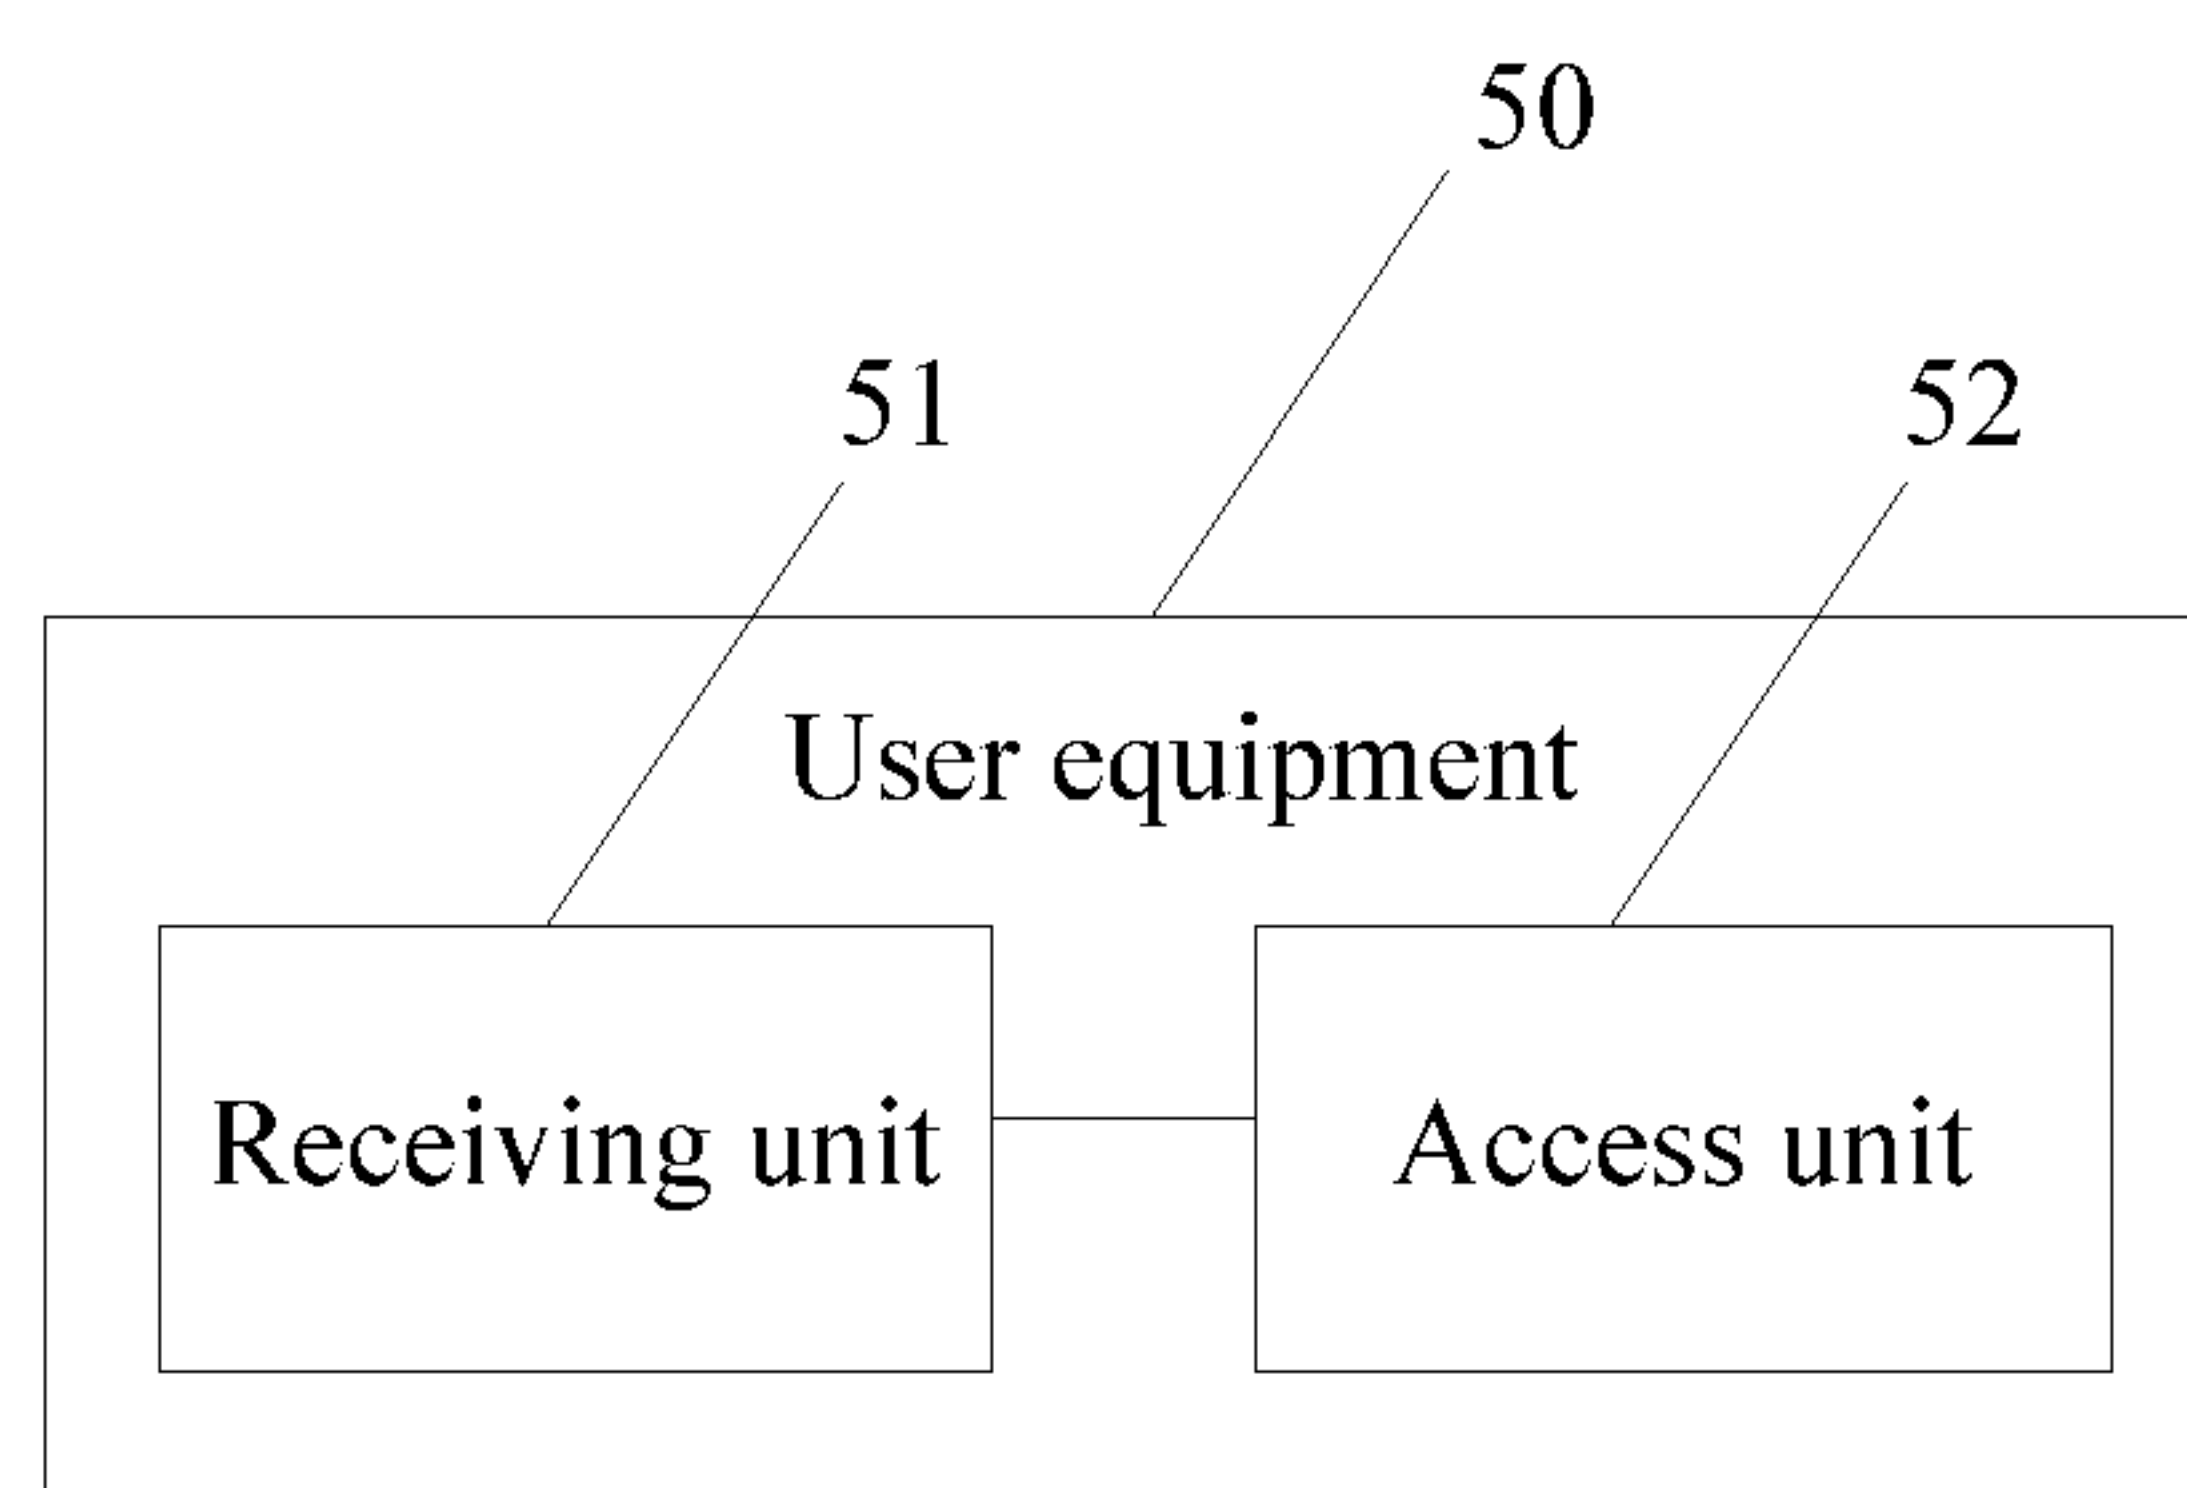 50
51
52
User equipment
Receiving unit
Access unit